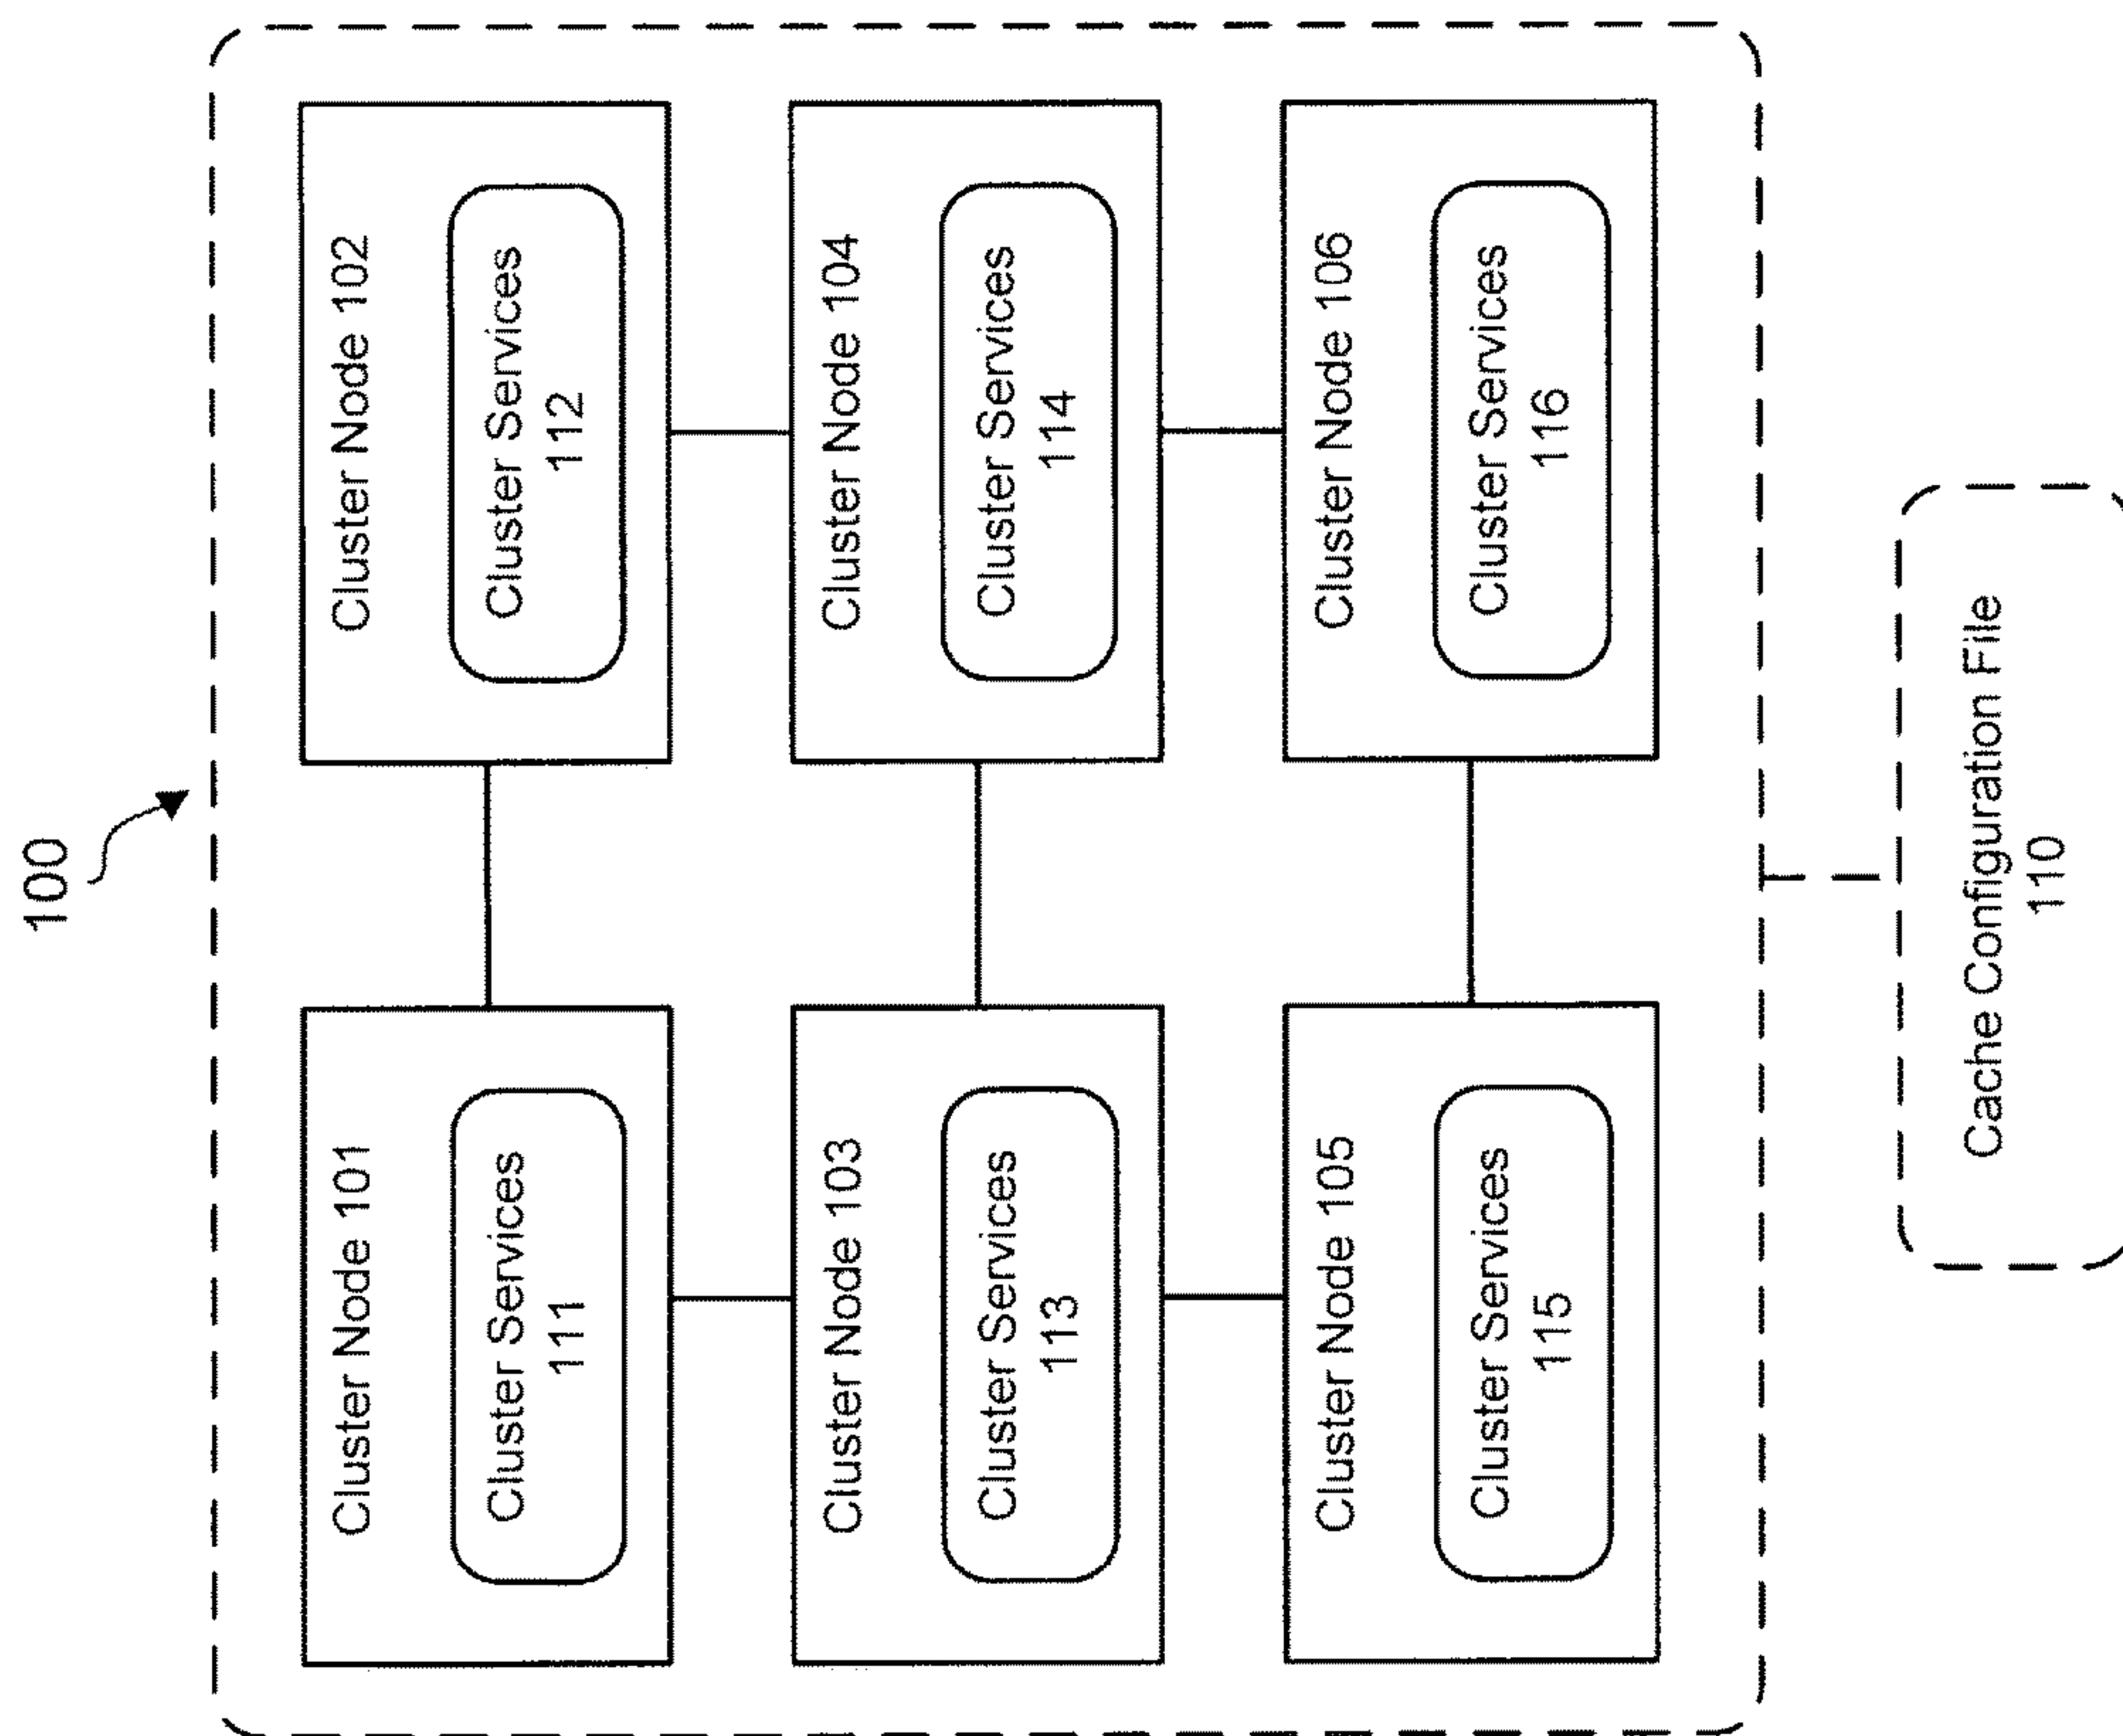 100
Cluster Node 101
Cluster Services
111
Cluster Node 102
Cluster Services
112
Cluster Node 103
Cluster Services
113
Cluster Node 104
Cluster Services
114
Cluster Node 105
Cluster Services
115
Cluster Node 106
Cluster Services
116
Cache Configuration File
110